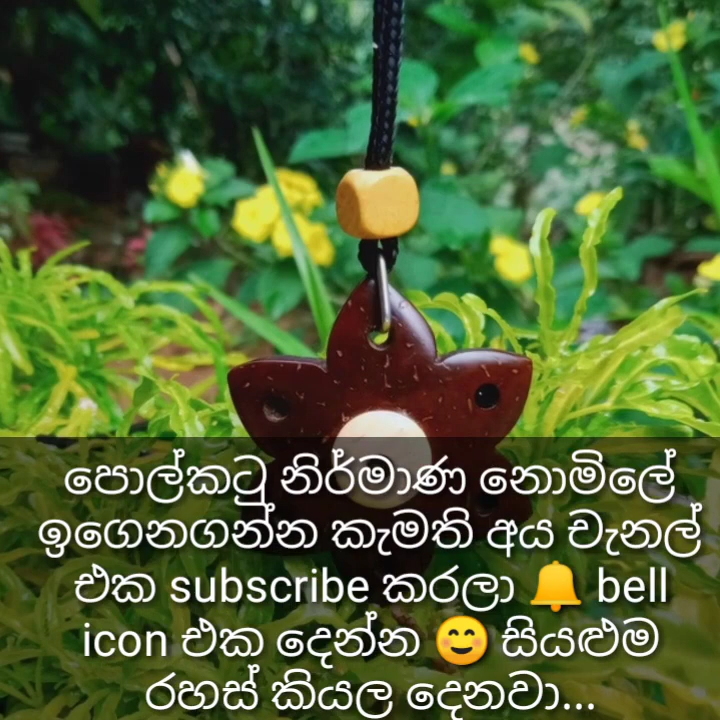 පොල්කටු නිර්මාණ නොමිලේ
ඉගෙනගන්න කැමති අය චැනල්
එක subscribe කරලා 🔔 bell
icon එක දෙන්න 😊 සියළුම
රහස් කියල දෙනවා...